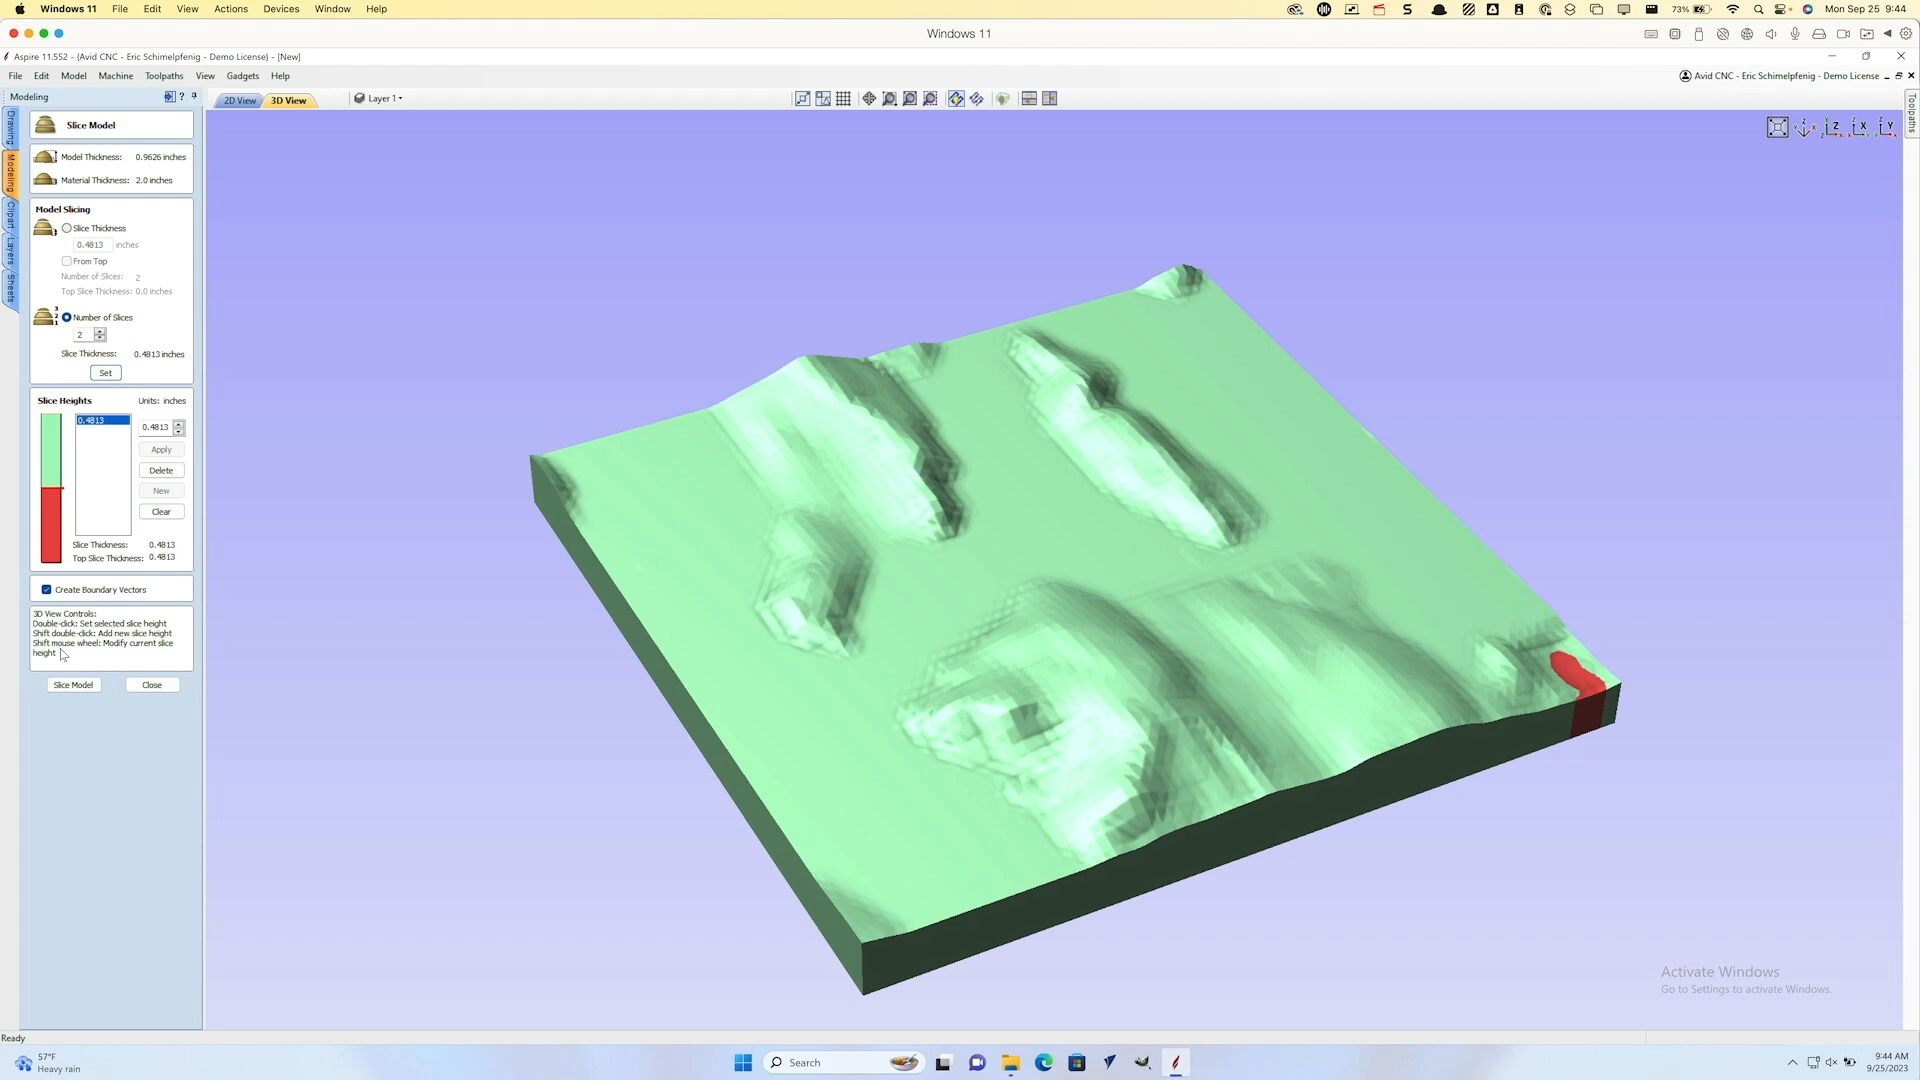 Windows 11 File Edit View Actions Devices Window Help 73% Mon Sep 25 9:44
Windows 11
Aspire 11.552 - {Avid CNC - Eric Schimelpfenig - Demo License} - [New]
File Edit Model Machine Toolpaths View Gadgets Help Avid CNC - Eric Schimelpfenig - Demo License
Modeling ? 2D View 3D View Layer 1
Drawing
Modeling
Clipart
Layers
Sheets
Toolpaths
Slice Model
Model Thickness: 0.9626 inches
Material Thickness: 2.0 inches
Model Slicing
Slice Thickness
0.4813 inches
From Top
Number of Slices: 2
Top Slice Thickness: 0.0 inches
Number of Slices
2
Slice Thickness: 0.4813 inches
Set
Slice Heights Units: inches
0.4813 0.4813
Apply
Delete
New
Clear
Slice Thickness: 0.4813
Top Slice Thickness: 0.4813
Create Boundary Vectors
3D View Controls:
Double-click: Set selected slice height
Shift double-click: Add new slice height
Shift mouse wheel: Modify current slice
height
Slice Model Close
Activate Windows
Go to Settings to activate Windows.
Ready
57°F
Heavy rain
Search
9:44 AM
9/25/2023